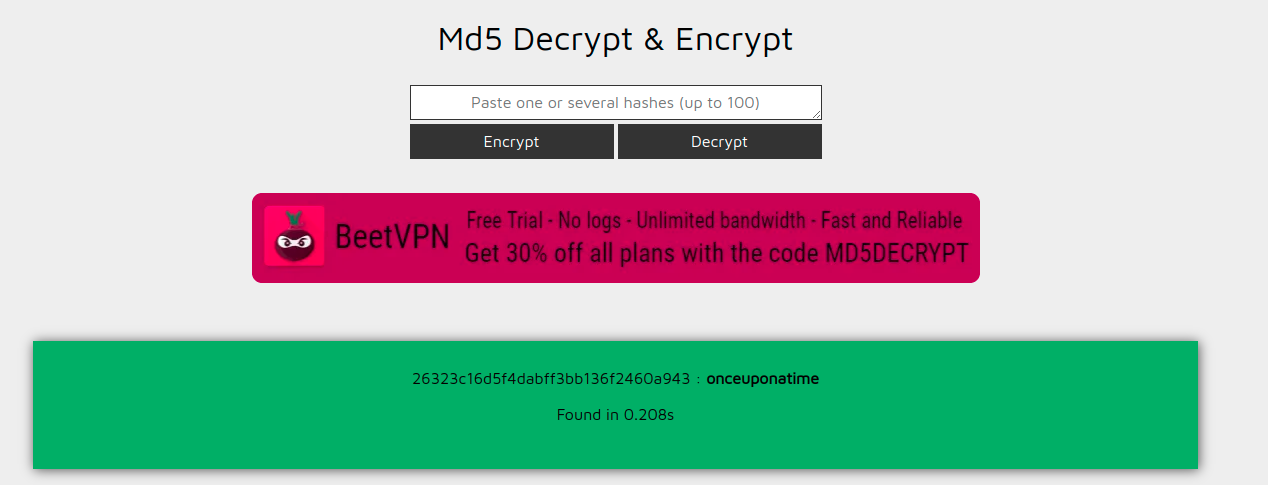 Md5 Decrypt & Encrypt
Paste one or several hashes (up to 100)
Encrypt
Decrypt
BeetVPN
Free Trial - No logs - Unlimited bandwidth - Fast and Reliable
Get 30% off all plans with the code MD5DECRYPT
26323c16d5f4dabff3bb136f2460a943 : onceuponatime
Found in 0.208s